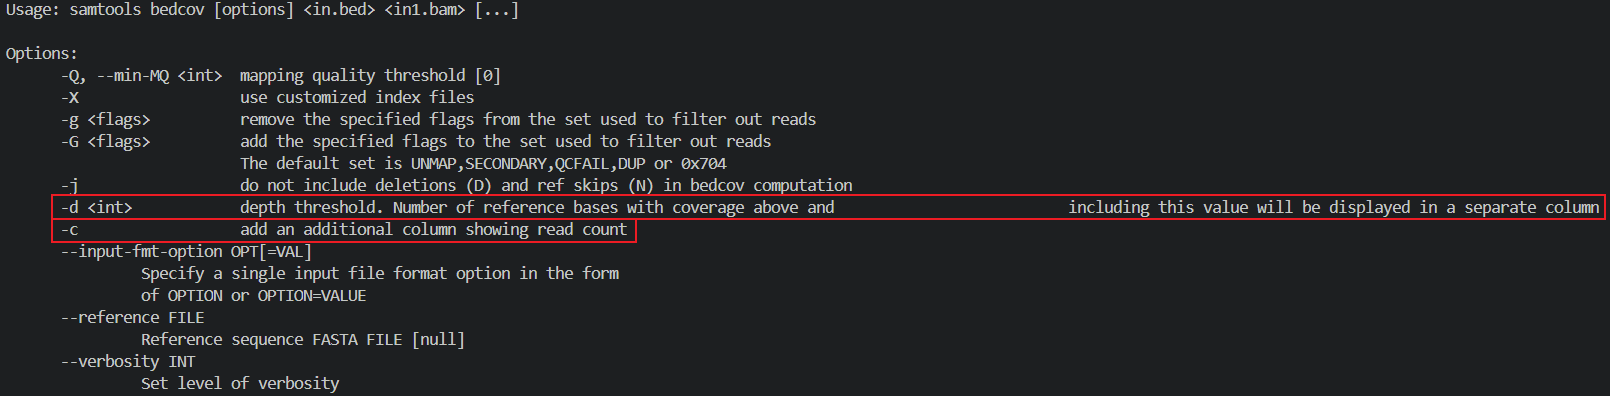 Usage: samtools bedcov [options] <in.bed> <in1.bam> [...]
Options:
-Q, --min-MQ <int>  mapping quality threshold [0]
-X                  use customized index files
-g <flags>          remove the specified flags from the set used to filter out reads
-G <flags>          add the specified flags to the set used to filter out reads
The default set is UNMAP,SECONDARY,QCFAIL,DUP or 0x704
-j                  do not include deletions (D) and ref skips (N) in bedcov computation
-d <int>            depth threshold. Number of reference bases with coverage above and                          including this value will be displayed in a separate column
-c                  add an additional column showing read count
--input-fmt-option OPT[=VAL]
Specify a single input file format option in the form
of OPTION or OPTION=VALUE
--reference FILE
Reference sequence FASTA FILE [null]
--verbosity INT
Set level of verbosity